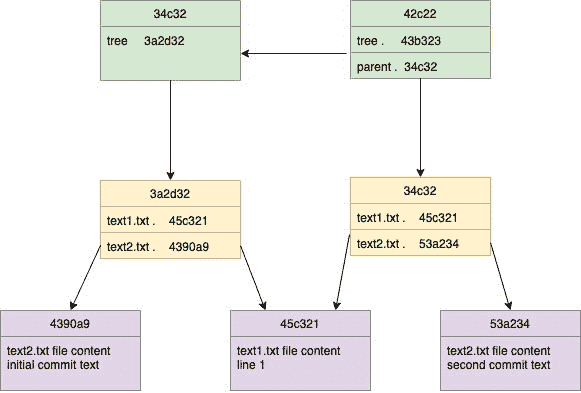 34c32
tree 3a2d32
42c22
tree . 43b323
parent . 34c32
3a2d32
text1.txt . 45c321
text2.txt . 4390a9
34c32
text1.txt . 45c321
text2.txt . 53a234
4390a9
text2.txt file content
initial commit text
45c321
text1.txt file content
line 1
53a234
text2.txt file content
second commit text